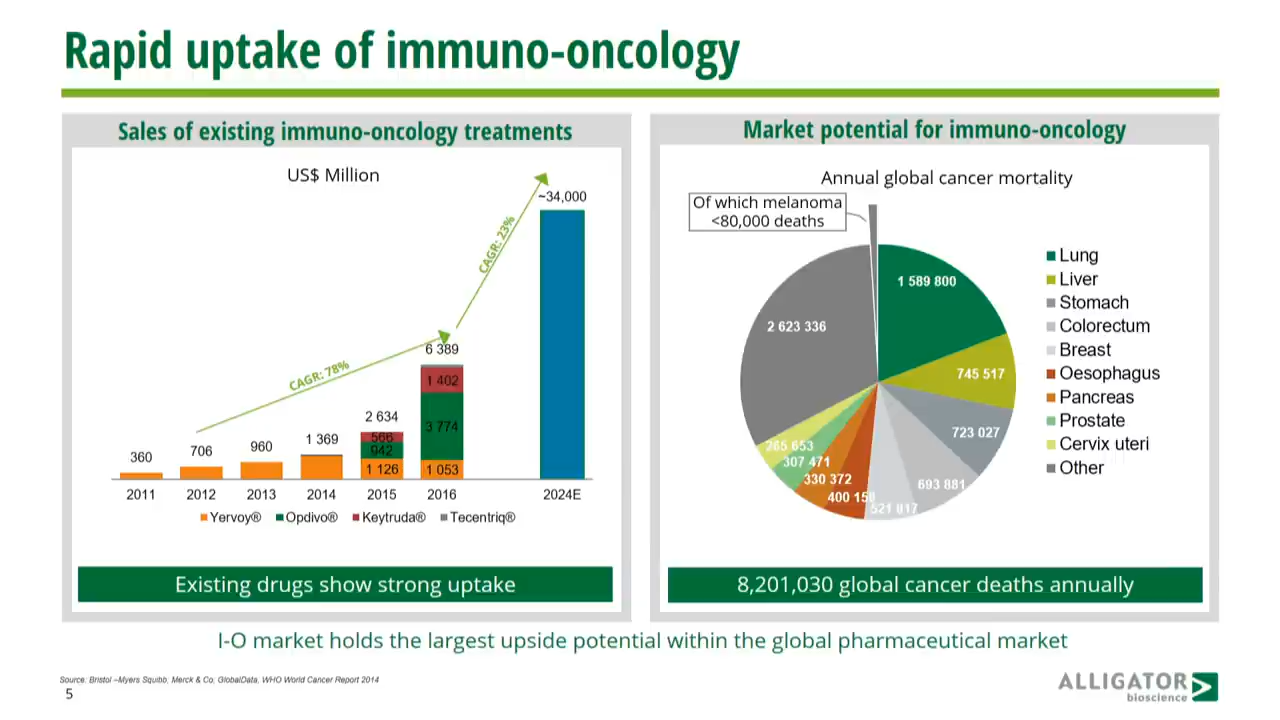 Rapid uptake of immuno-oncology
Sales of existing immuno-oncology treatments
US$ Million
~34,000
CAGR: 23%
CAGR: 78%
6 389
1 402
3 774
1 053
2 634
566
942
1 126
1 369
960
706
360
2011 2012 2013 2014 2015 2016 2024E
Yervoy® Opdivo® Keytruda® Tecentriq®
Existing drugs show strong uptake
Market potential for immuno-oncology
Annual global cancer mortality
Of which melanoma
<80,000 deaths
1 589 800
745 517
723 027
693 881
330 372
307 471
265 653
2 623 336
Lung
Liver
Stomach
Colorectum
Breast
Oesophagus
Pancreas
Prostate
Cervix uteri
Other
8,201,030 global cancer deaths annually
I-O market holds the largest upside potential within the global pharmaceutical market
Source: Bristol –Myers Squibb; Merck & Co; GlobalData, WHO World Cancer Report 2014
5
ALLIGATOR
bioscience